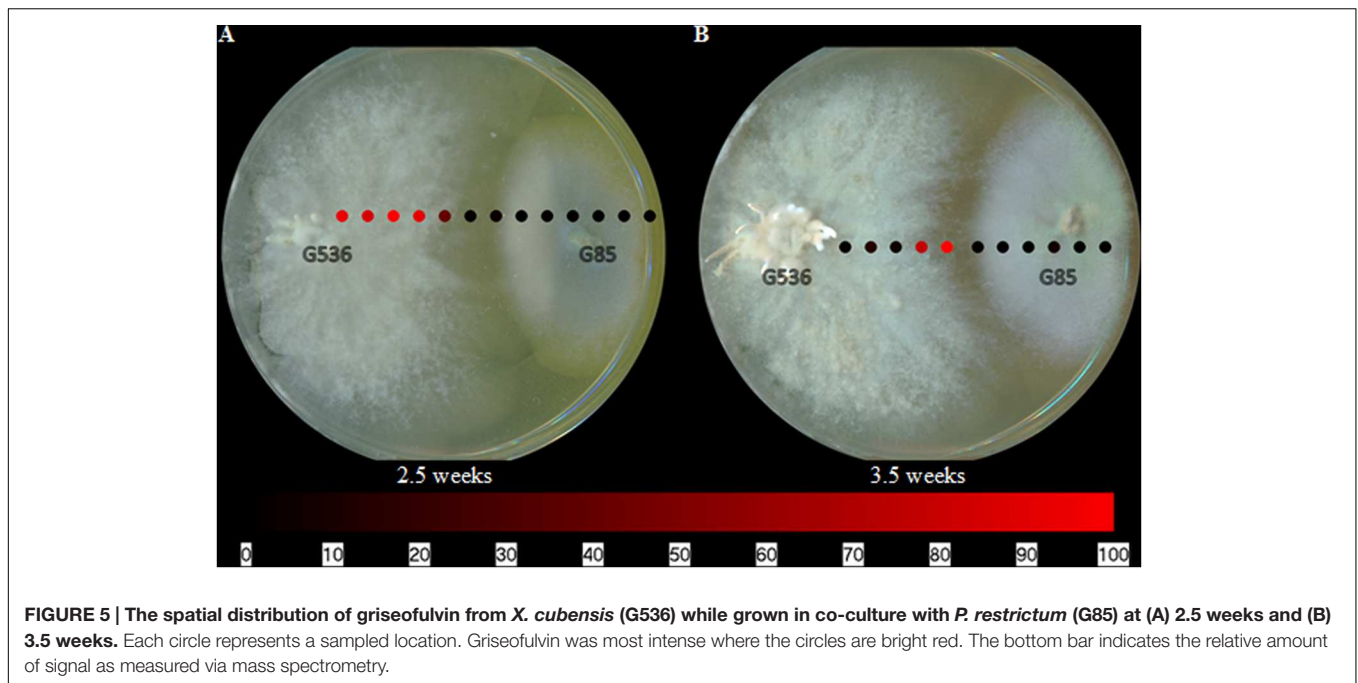 A
B
G536
G85
G536
G85
2.5 weeks
3.5 weeks
0 10 20 30 40 50 60 70 80 90 100
FIGURE 5 | The spatial distribution of griseofulvin from X. cubensis (G536) while grown in co-culture with P. restrictum (G85) at (A) 2.5 weeks and (B)
3.5 weeks. Each circle represents a sampled location. Griseofulvin was most intense where the circles are bright red. The bottom bar indicates the relative amount
of signal as measured via mass spectrometry.